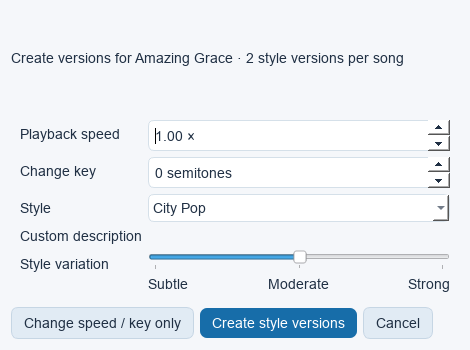 Create versions for Amazing Grace · 2 style versions per song
Playback speed
1.00 ×
Change key
0 semitones
Style
City Pop
Custom description
Style variation
Subtle Moderate Strong
Change speed / key only Create style versions Cancel